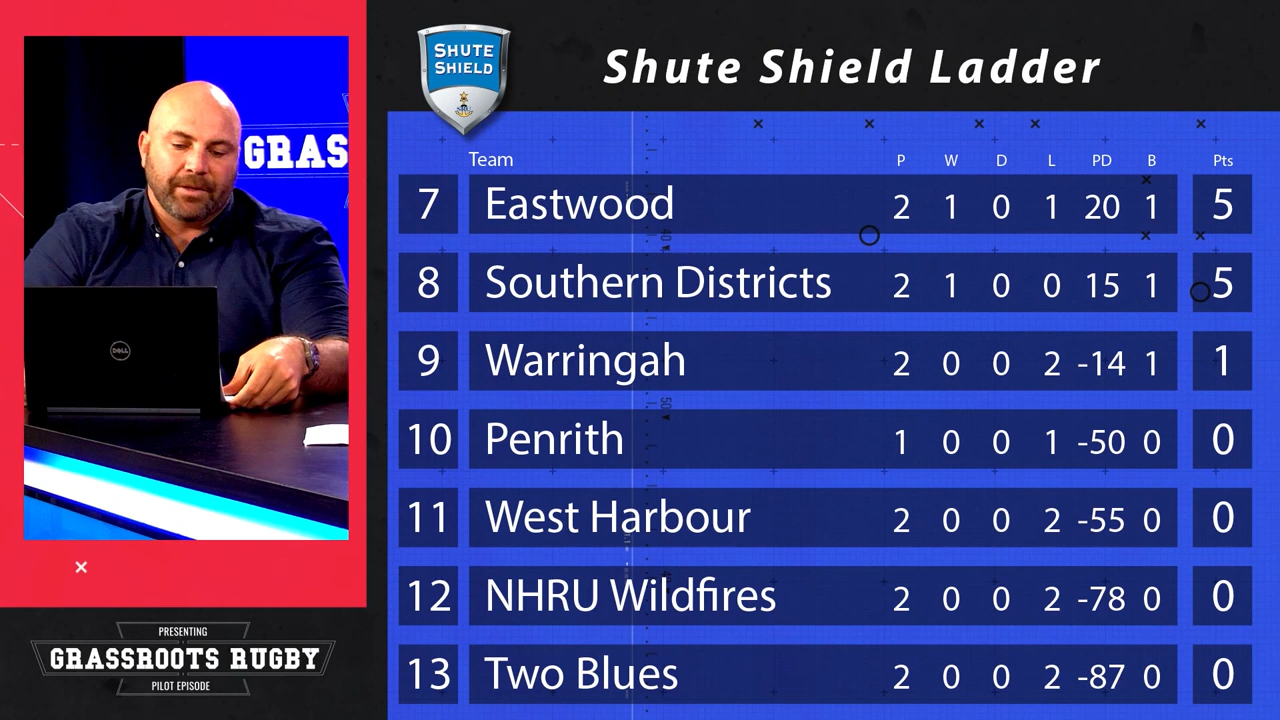 GRAS
DELL
PRESENTING
GRASSROOTS RUGBY
PILOT EPISODE
SHUTE
SHIELD
Shute Shield Ladder
Team P W D L PD B Pts
7 Eastwood 2 1 0 1 20 1 5
8 Southern Districts 2 1 0 0 15 1 5
9 Warringah 2 0 0 2 -14 1 1
10 Penrith 1 0 0 1 -50 0 0
11 West Harbour 2 0 0 2 -55 0 0
12 NHRU Wildfires 2 0 0 2 -78 0 0
13 Two Blues 2 0 0 2 -87 0 0
40
50